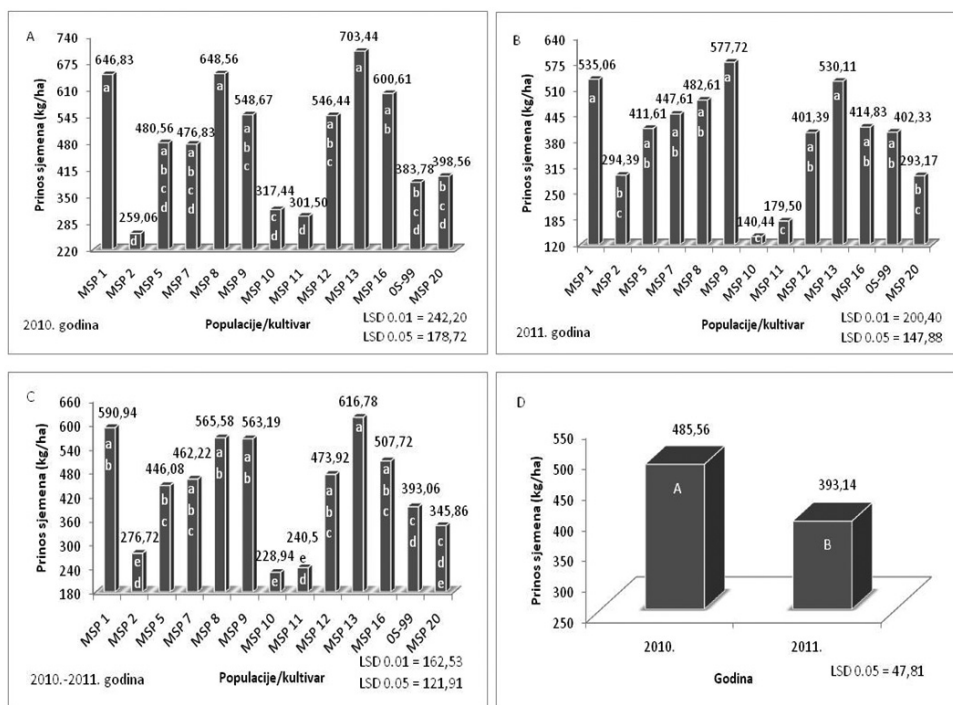 A
Prinos sjemena (kg/ha)
740
675
610
545
480
415
350
285
220
646,83
259,06
480,56
476,83
648,56
548,67
317,44
301,50
546,44
703,44
600,61
383,78
398,56
a
d
a b c d
a b c d
a
a b c
c d
d
a b c
a
a b
b c d
b c d
MSP 1
MSP 2
MSP 5
MSP 7
MSP 8
MSP 9
MSP 10
MSP 11
MSP 12
MSP 13
MSP 16
OS-99
MSP 20
2010. godina
Populacije/kultivar
LSD 0.01 = 242,20
LSD 0.05 = 178,72
B
Prinos sjemena (kg/ha)
640
575
510
445
380
315
250
185
120
535,06
294,39
411,61
447,61
482,61
577,72
140,44
179,50
401,39
530,11
414,83
402,33
293,17
a
b c
a b
a b
a b
a
c
c
a b
a
a b
a b
b c
MSP 1
MSP 2
MSP 5
MSP 7
MSP 8
MSP 9
MSP 10
MSP 11
MSP 12
MSP 13
MSP 16
OS-99
MSP 20
2011. godina
Populacije/kultivar
LSD 0.01 = 200,40
LSD 0.05 = 147,88
C
Prinos sjemena (kg/ha)
660
600
540
480
420
360
300
240
180
590,94
276,72
446,08
462,22
565,58
563,19
228,94
240,5
473,92
616,78
507,72
393,06
345,86
a b
e d
b c
a b c
a b
a b
e
e d
a b c
a
a b c
c d
c d e
MSP 1
MSP 2
MSP 5
MSP 7
MSP 8
MSP 9
MSP 10
MSP 11
MSP 12
MSP 13
MSP 16
OS-99
MSP 20
2010.-2011. godina
Populacije/kultivar
LSD 0.01 = 162,53
LSD 0.05 = 121,91
D
Prinos sjemena (kg/ha)
550
500
450
400
350
300
250
485,56
393,14
A
B
2010.
2011.
Godina
LSD 0.05 = 47,81